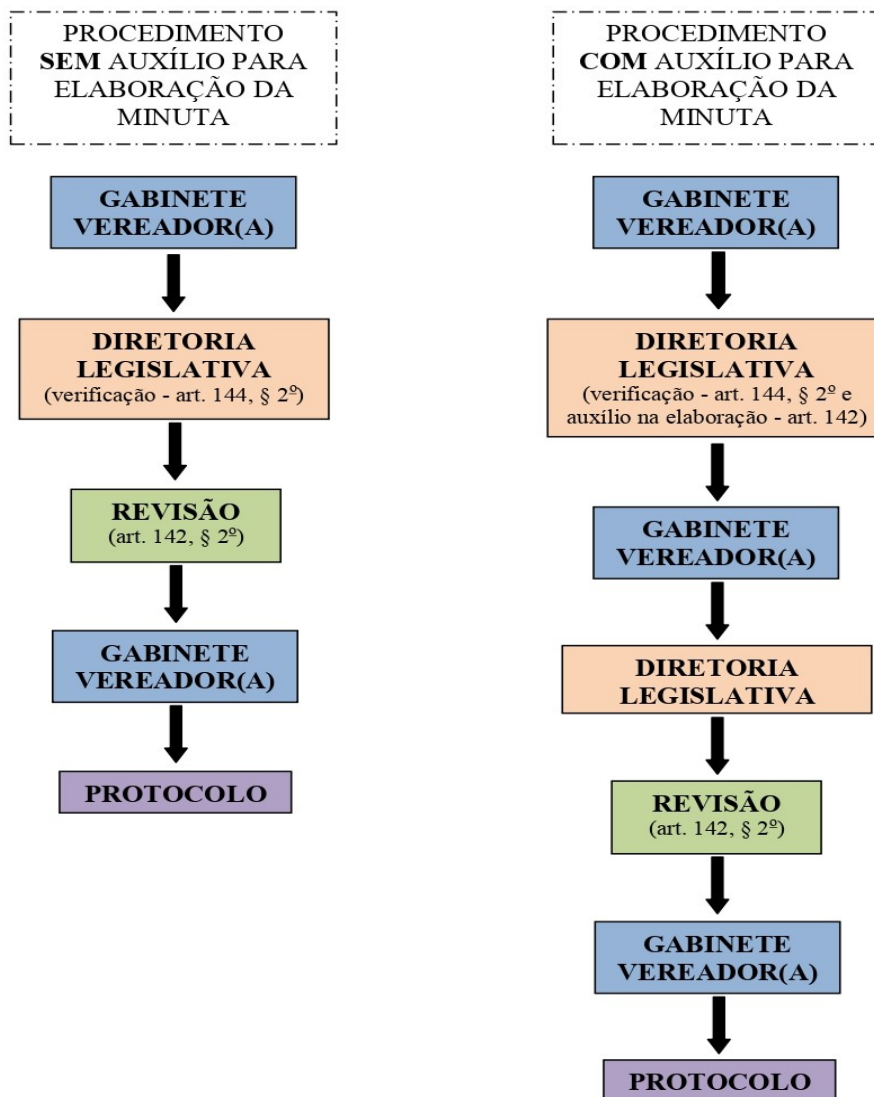 PROCEDIMENTO
SEM AUXÍLIO PARA
ELABORAÇÃO DA
MINUTA
GABINETE
VEREADOR(A)
DIRETORIA
LEGISLATIVA
(verificação - art. 144, § 2º)
REVISÃO
(art. 142, § 2º)
GABINETE
VEREADOR(A)
PROTOCOLO
PROCEDIMENTO
COM AUXÍLIO PARA
ELABORAÇÃO DA
MINUTA
GABINETE
VEREADOR(A)
DIRETORIA
LEGISLATIVA
(verificação - art. 144, § 2º e
auxílio na elaboração - art. 142)
GABINETE
VEREADOR(A)
DIRETORIA
LEGISLATIVA
REVISÃO
(art. 142, § 2º)
GABINETE
VEREADOR(A)
PROTOCOLO